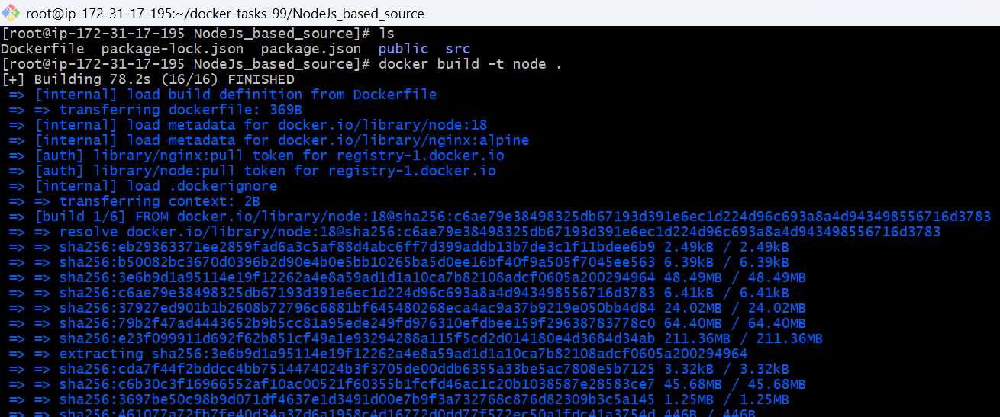 root@ip-172-31-17-195:~/docker-tasks-99/NodeJs_based_source
[root@ip-172-31-17-195 NodeJs_based_source]# ls
Dockerfile  package-lock.json  package.json  public  src
[root@ip-172-31-17-195 NodeJs_based_source]# docker build -t node .
[+] Building 78.2s (16/16) FINISHED
=> [internal] load build definition from Dockerfile
=> => transferring dockerfile: 369B
=> [internal] load metadata for docker.io/library/node:18
=> [internal] load metadata for docker.io/library/nginx:alpine
=> [auth] library/nginx:pull token for registry-1.docker.io
=> [auth] library/node:pull token for registry-1.docker.io
=> [internal] load .dockerignore
=> => transferring context: 2B
=> [build 1/6] FROM docker.io/library/node:18@sha256:c6ae79e38498325db67193d391e6ec1d224d96c693a8a4d943498556716d3783
=> => resolve docker.io/library/node:18@sha256:c6ae79e38498325db67193d391e6ec1d224d96c693a8a4d943498556716d3783
=> => sha256:eb29363371ee2859fad6a3c5af88d4abc6ff7d399addb13b7de3c1f11bdee6b9 2.49kB / 2.49kB
=> => sha256:b50082bc3670d0396b2d90e4b0e5bb10265ba5d0ee16bf40f9a505f7045ee563 6.39kB / 6.39kB
=> => sha256:3e6b9d1a95114e19f12262a4e8a59ad1d1a10ca7b82108adcf0605a200294964 48.49MB / 48.49MB
=> => sha256:c6ae79e38498325db67193d391e6ec1d224d96c693a8a4d943498556716d3783 6.41kB / 6.41kB
=> => sha256:37927ed901b1b2608b72796c6881bf645480268eca4ac9a37b9219e050bb4d84 24.02MB / 24.02MB
=> => sha256:79b2f47ad4443652b9b5cc81a95ede249fd976310efdbee159f29638783778c0 64.40MB / 64.40MB
=> => sha256:e23f099911d692f62b851cf49a1e93294288a115f5cd2d014180e4d3684d34ab 211.36MB / 211.36MB
=> => extracting sha256:3e6b9d1a95114e19f12262a4e8a59ad1d1a10ca7b82108adcf0605a200294964
=> => sha256:cda7f44f2bddcc4bb7514474024b3f3705de00ddb6355a33be5ac7808e5b7125 3.32kB / 3.32kB
=> => sha256:c6b30c3f16966552af10ac00521f60355b1fcfd46ac1c20b1038587e28583ce7 45.68MB / 45.68MB
=> => sha256:3697be50c98b9d071df4637e1d3491d00e7b9f3a732768c876d82309b3c5a145 1.25MB / 1.25MB
=> => sha256:461077a72fb7fe40d34a37d6a1958c4d16772d0dd77f572ec50a1fdc41a3754d 446B / 446B